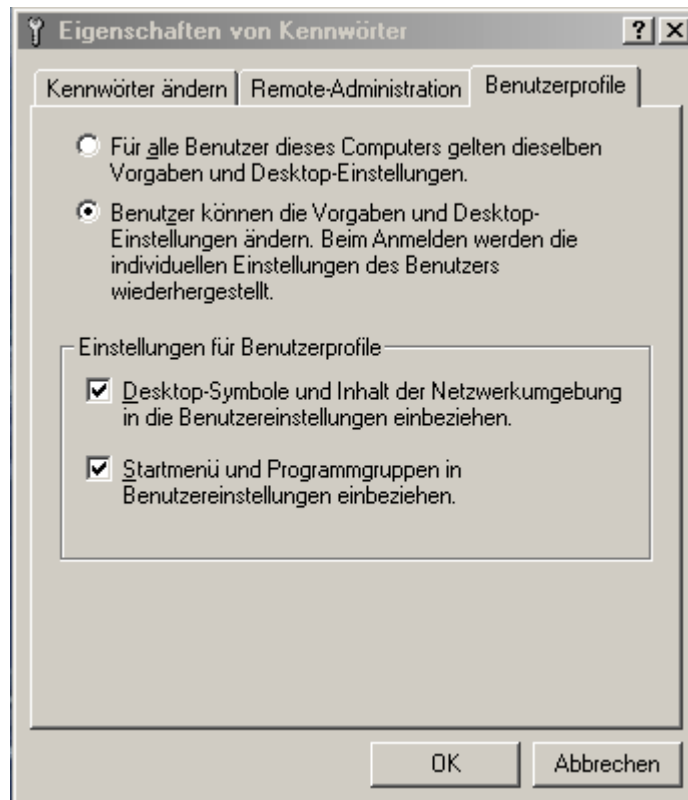 Eigenschaften von Kennwörter
Kennwörter ändern Remote-Administration Benutzerprofile
Für alle Benutzer dieses Computers gelten dieselben
Vorgaben und Desktop-Einstellungen.
Benutzer können die Vorgaben und Desktop-
Einstellungen ändern. Beim Anmelden werden die
individuellen Einstellungen des Benutzers
wiederhergestellt.
Einstellungen für Benutzerprofile
Desktop-Symbole und Inhalt der Netzwerkumgebung
in die Benutzereinstellungen einbeziehen.
Startmenü und Programmgruppen in
Benutzereinstellungen einbeziehen.
OK Abbrechen